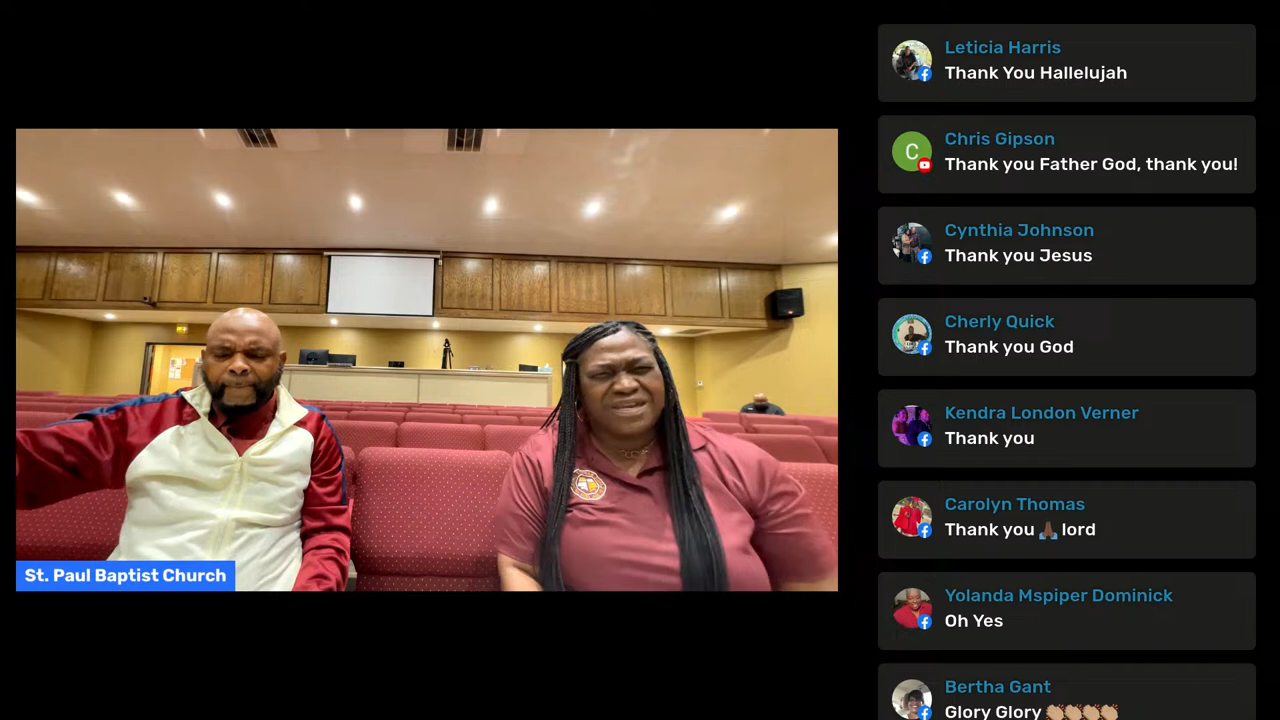 Leticia Harris
Thank You Hallelujah
C
Chris Gipson
Thank you Father God, thank you!
Cynthia Johnson
Thank you Jesus
Cherly Quick
Thank you God
Kendra London Verner
Thank you
Carolyn Thomas
Thank you 🙏🏾 lord
Yolanda Mspiper Dominick
Oh Yes
Bertha Gant
Glory Glory 👏🏼👏🏼👏🏼👏🏼
St. Paul Baptist Church